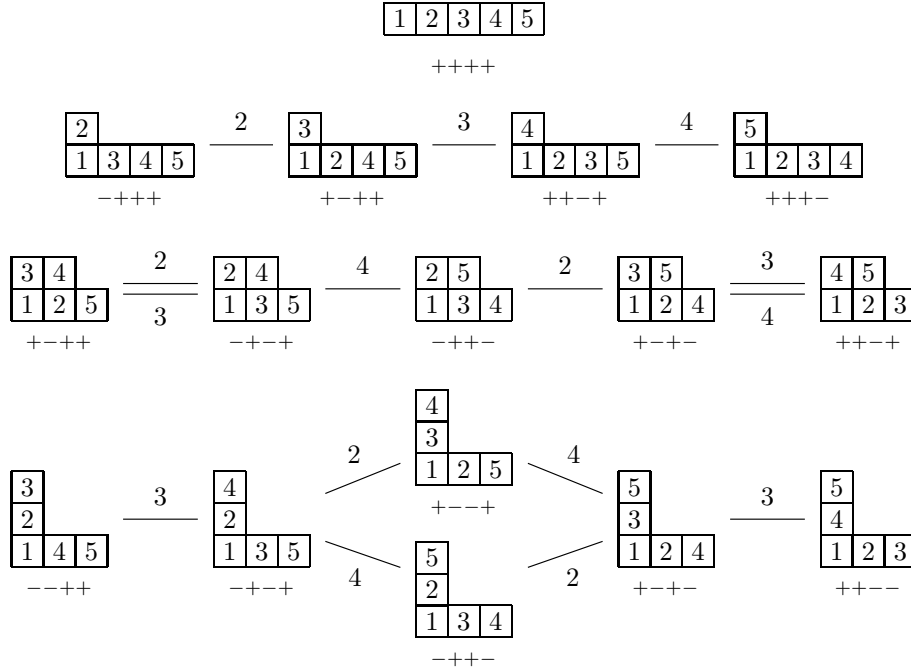 1 2 3 4 5
++++
2 3 4 5
2 3 4
1 3 4 5 1 2 4 5 1 2 3 5 1 2 3 4
-+++ +-++ ++-+ +++-
3 4 2 4 2 5 3 5 4 5
2 4 2 3
1 2 5 1 3 5 1 3 4 1 2 4 1 2 3
3 4
+-++ -+-+ -++- +-+- ++-+
4
3
2 4
1 2 5
+--+
3 4 5 5
3 3
2 2 3 4
1 4 5 1 3 5 1 2 4 1 2 3
--++ -+-+ +-+- ++--
5
4 2
2
1 3 4
-++-